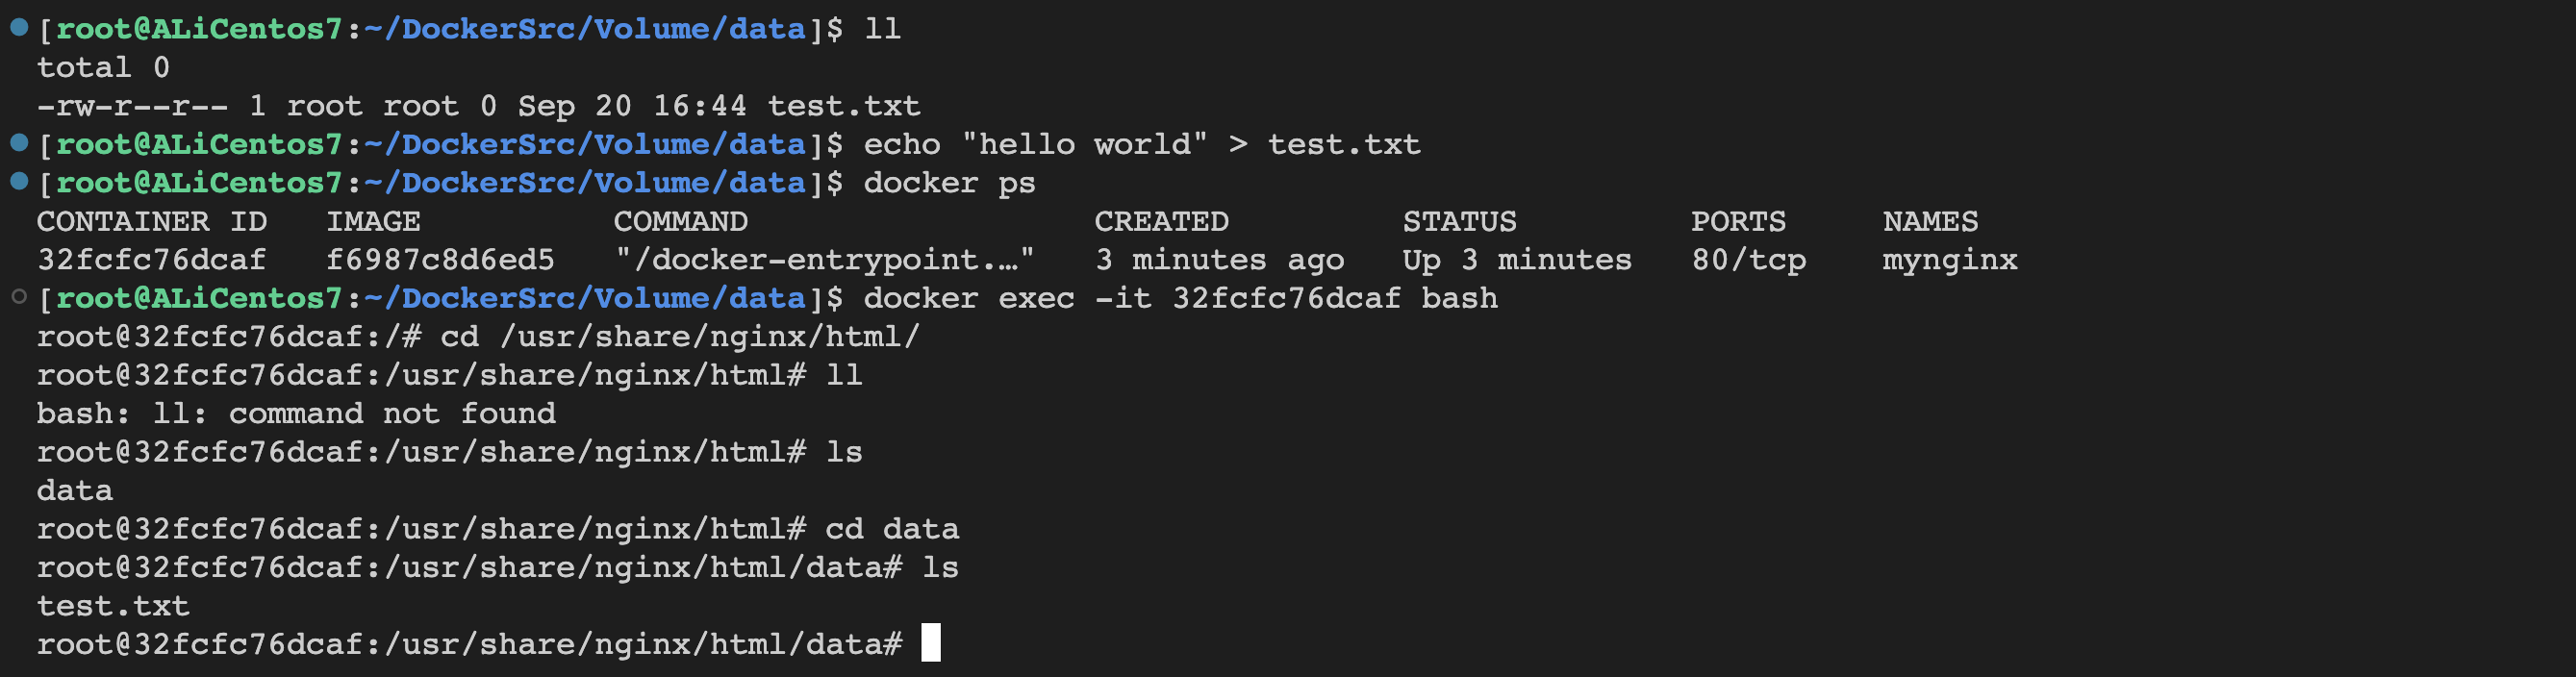 [root@ALiCentos7:~/DockerSrc/Volume/data]$ ll
total 0
-rw-r--r-- 1 root root 0 Sep 20 16:44 test.txt
[root@ALiCentos7:~/DockerSrc/Volume/data]$ echo "hello world" > test.txt
[root@ALiCentos7:~/DockerSrc/Volume/data]$ docker ps
CONTAINER ID   IMAGE          COMMAND                  CREATED         STATUS         PORTS     NAMES
32fcfc76dcaf   f6987c8d6ed5   "/docker-entrypoint.…"   3 minutes ago   Up 3 minutes   80/tcp    mynginx
[root@ALiCentos7:~/DockerSrc/Volume/data]$ docker exec -it 32fcfc76dcaf bash
root@32fcfc76dcaf:/# cd /usr/share/nginx/html/
root@32fcfc76dcaf:/usr/share/nginx/html# ll
bash: ll: command not found
root@32fcfc76dcaf:/usr/share/nginx/html# ls
data
root@32fcfc76dcaf:/usr/share/nginx/html# cd data
root@32fcfc76dcaf:/usr/share/nginx/html/data# ls
test.txt
root@32fcfc76dcaf:/usr/share/nginx/html/data#